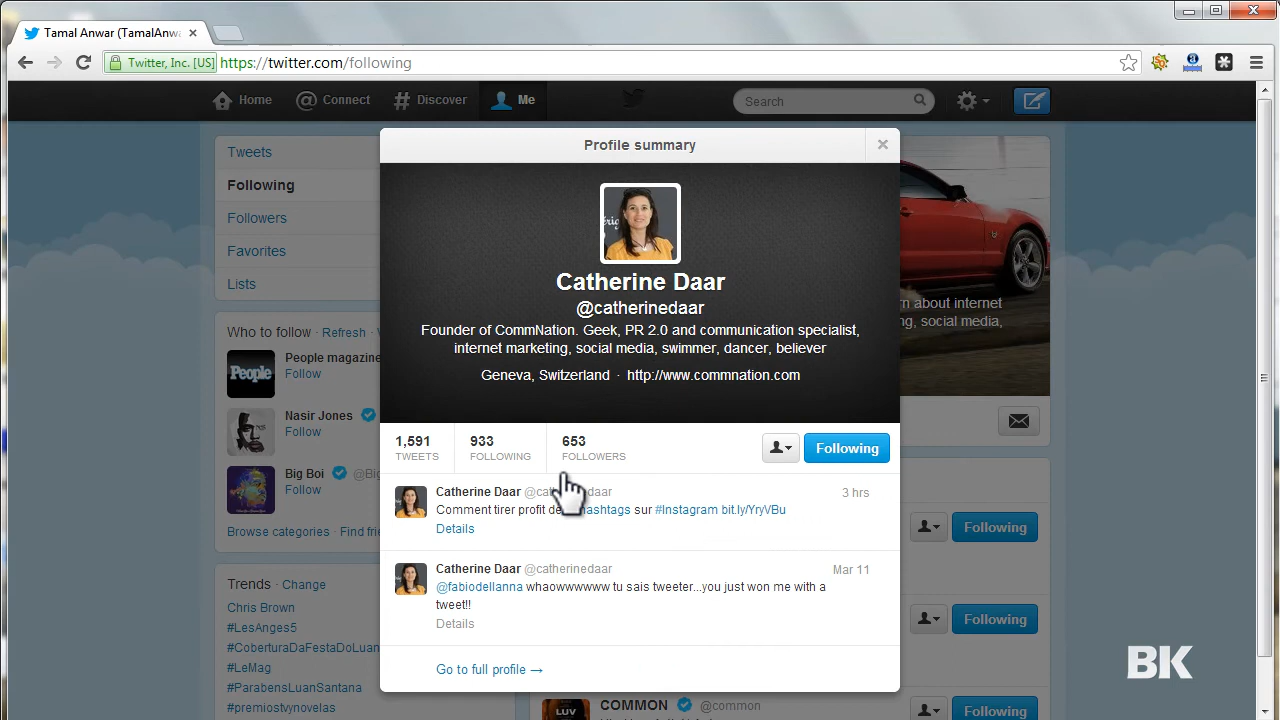 Tamal Anwar (TamalAnwa
Twitter, Inc. [US] https://twitter.com/following
Home
Connect
Discover
Me
Search
Profile summary
Tweets
Following
Followers
Favorites
Lists
Catherine Daar
@catherinedaar
Founder of CommNation. Geek, PR 2.0 and communication specialist,
internet marketing, social media, swimmer, dancer, believer
Geneva, Switzerland · http://www.commnation.com
1,591
TWEETS
933
FOLLOWING
653
FOLLOWERS
Following
Catherine Daar 3 hrs
Comment tirer profit sur #Instagram bit.ly/YryVBu
Details
Catherine Daar @catherinedaar Mar 11
@fabiodellanna whaowwwwww tu sais tweeter...you just won me with a
tweet!!
Details
Go to full profile →
Who to follow · Refresh ·
People magazine
Follow
Nasir Jones
Follow
Big Boi
Follow
Browse categories · Find frie
Trends · Change
Chris Brown
#LesAnges5
#CoberturaDaFestaDoLuan
#LeMag
#ParabensLuanSantana
#premiostvynovelas
n about internet
ng, social media,
Following
Following
Following
LUV
COMMON @common
People
BK